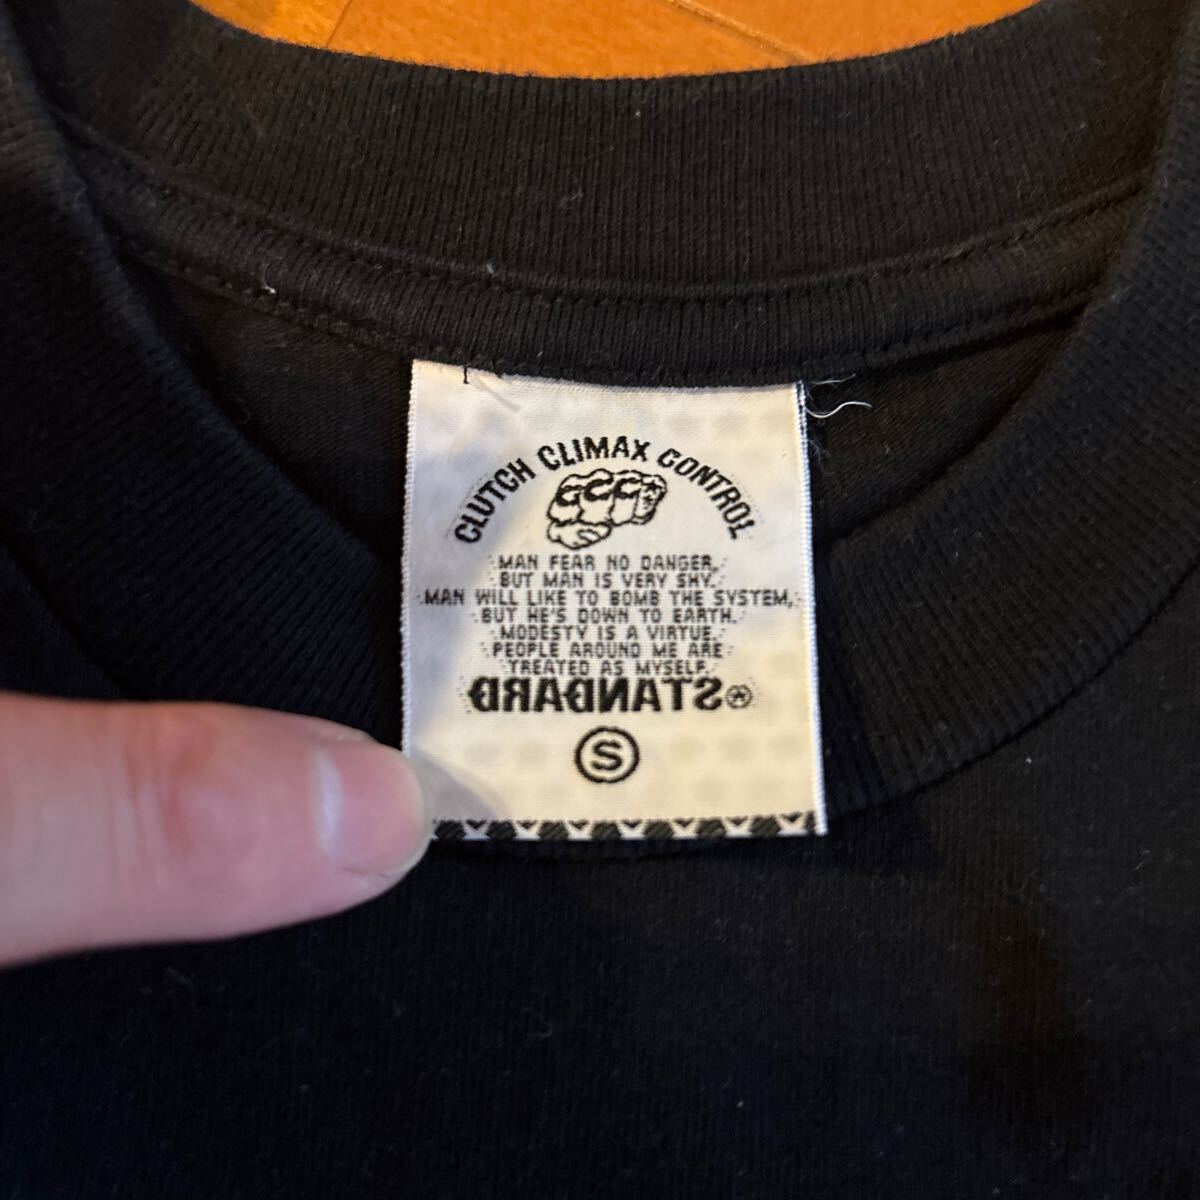 CLUTCH CLIMAX CONTROL
CCC
MAN FEAR NO DANGER,
BUT MAN IS VERY SHY.
MAN WILL LIKE TO BOMB THE SYSTEM,
BUT HE'S DOWN TO EARTH.
MODESTY IS A VIRTUE,
PEOPLE AROUND ME ARE
TREATED AS MYSELF.
STANDARD®
S